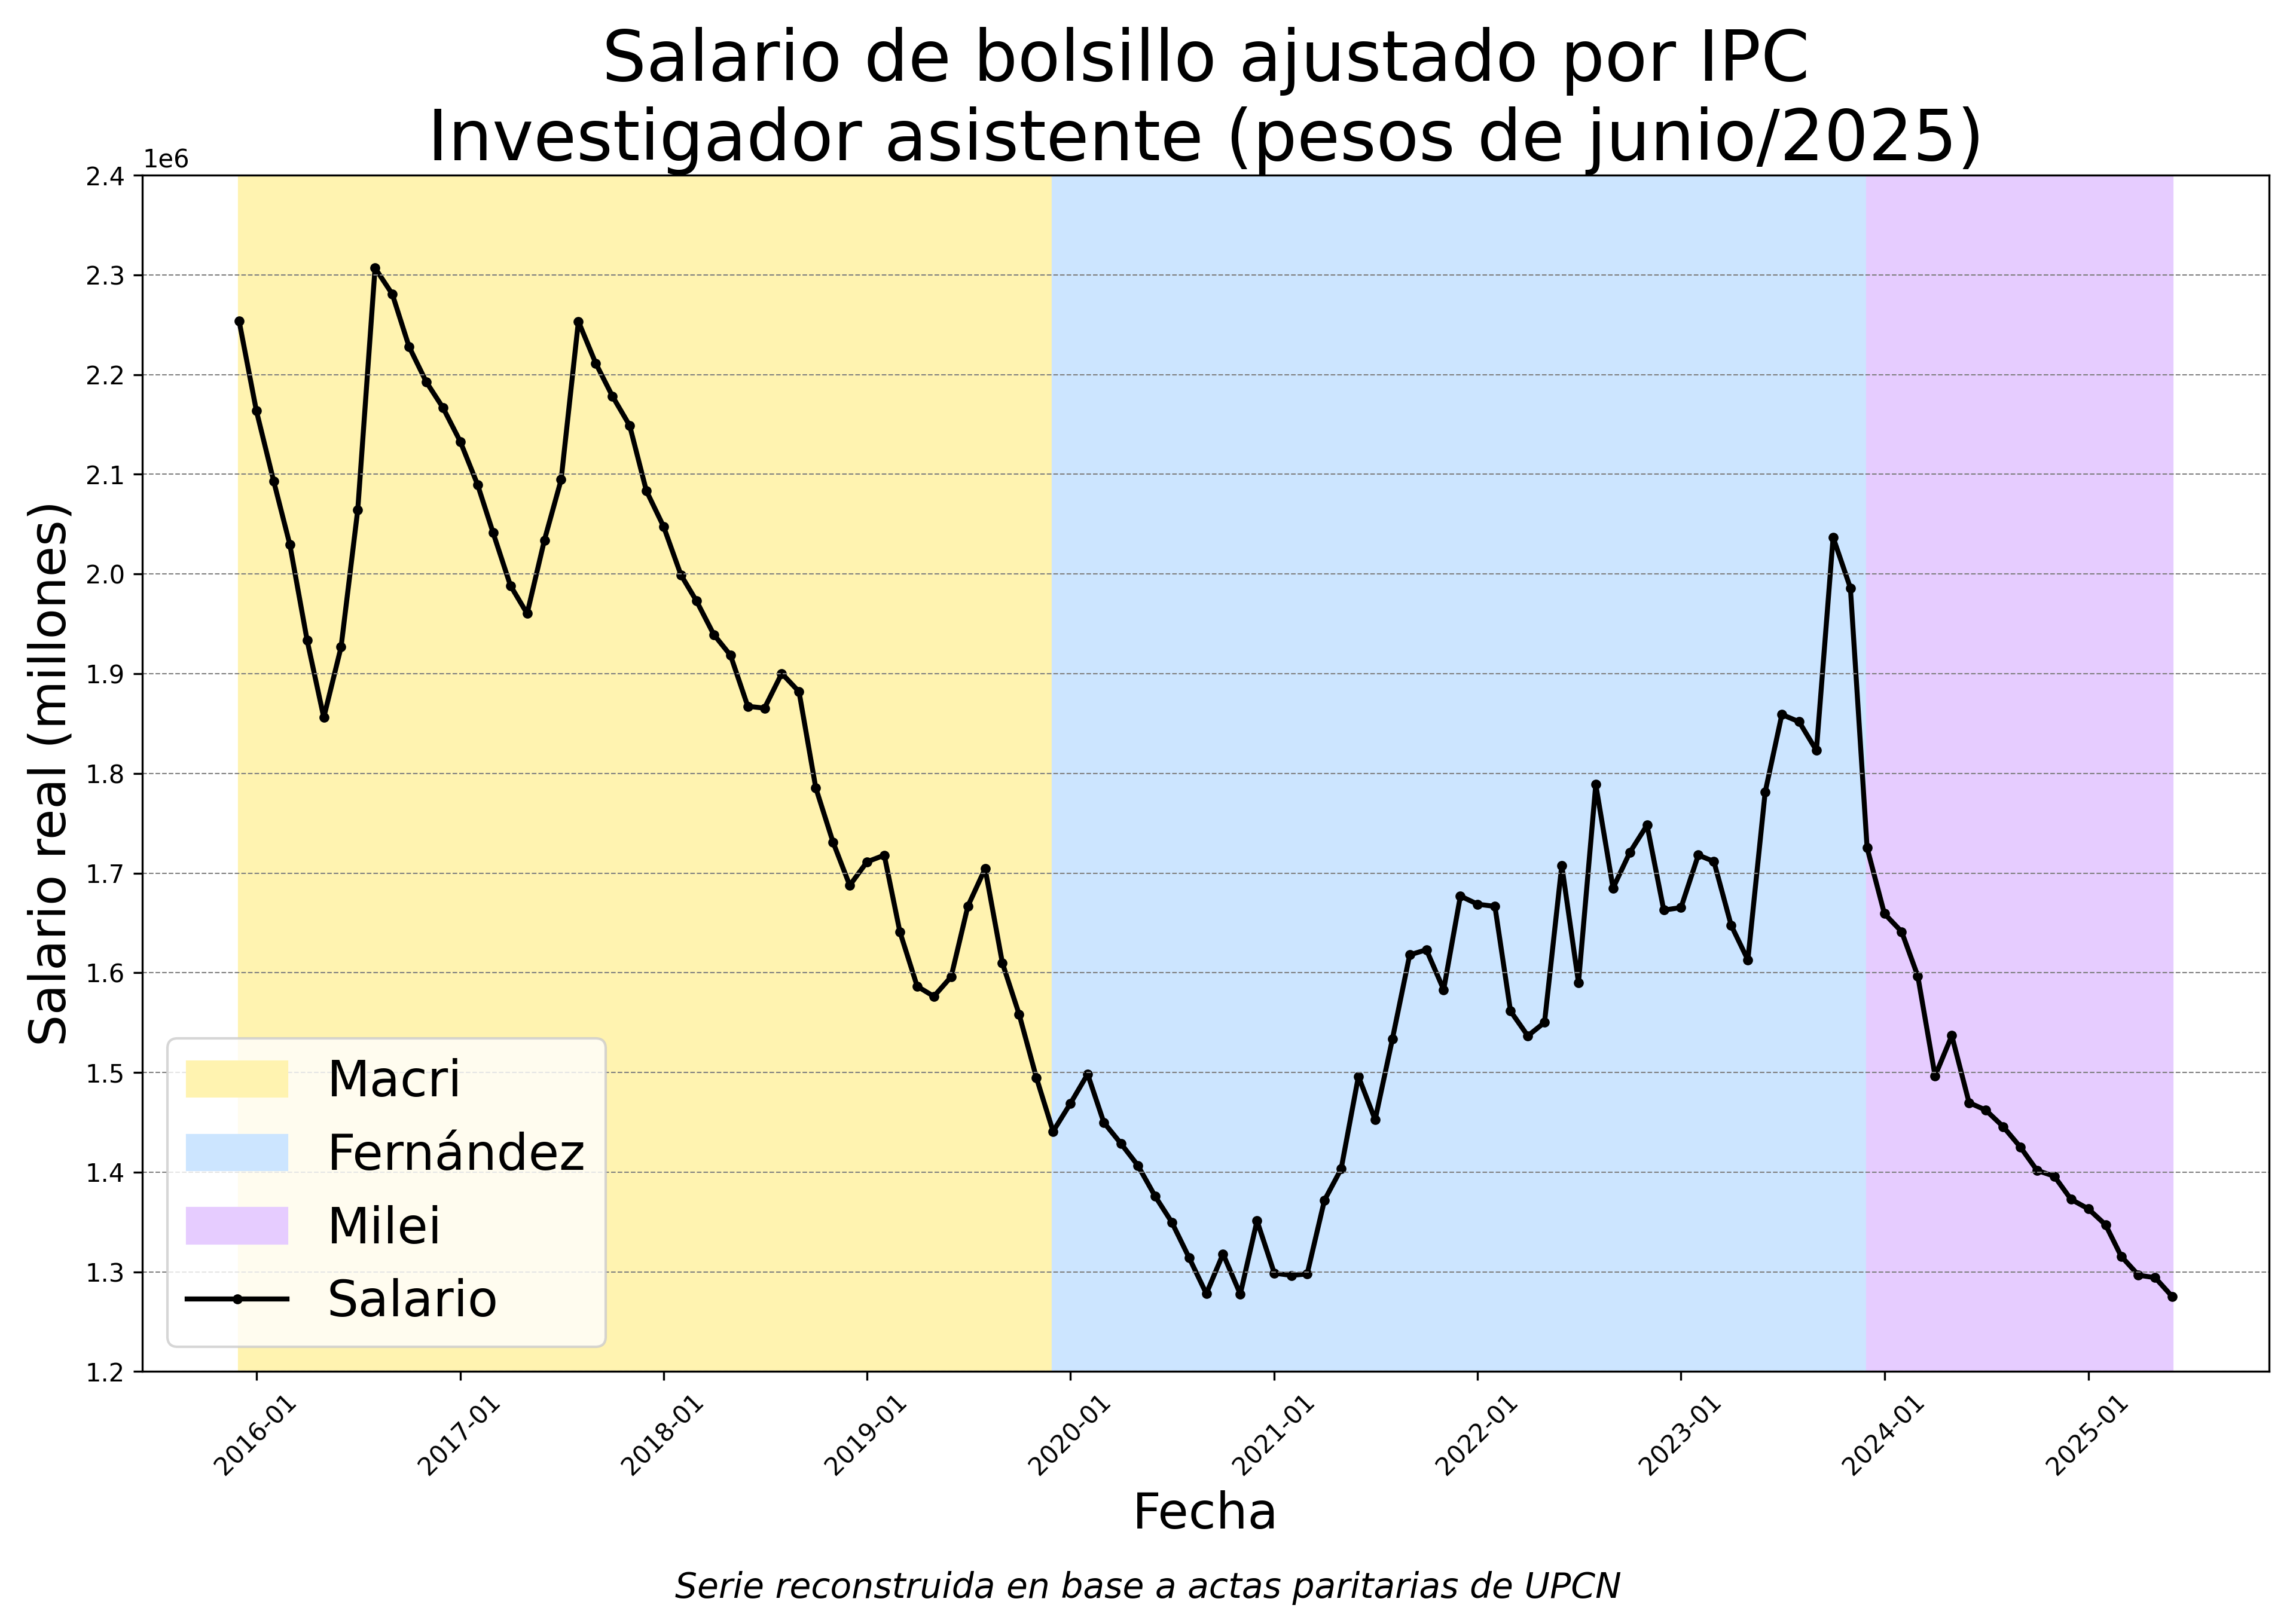 Salario de bolsillo ajustado por IPC
Investigador asistente (pesos de junio/2025)
1e6
2.4
2.3
2.2
2.1
2.0
1.9
1.8
1.7
1.6
1.5
1.4
1.3
1.2
Salario real (millones)
Macri
Fernández
Milei
Salario
2016-01
2017-01
2018-01
2019-01
2020-01
2021-01
2022-01
2023-01
2024-01
2025-01
Fecha
Serie reconstruida en base a actas paritarias de UPCN